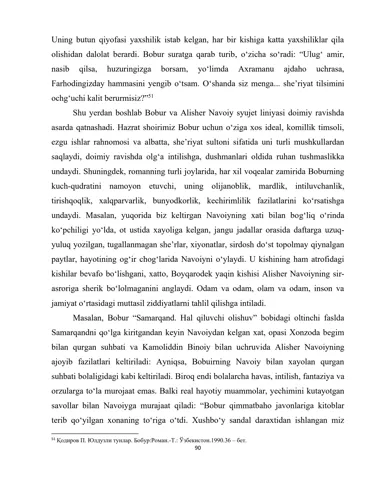 Uning butun qiyofasi yaxshilik istab kelgan, har bir kishiga katta yaxshiliklar qila
olishidan dalolat berardi. Bobur suratga qarab turib, o‘zicha so‘radi: “Ulug‘ amir,
nasib qilsa, huzuringizga borsam, yo‘limda Axramanu ajdaho uchrasa,
Farhodingizday hammasini yengib o‘tsam. O‘shanda siz menga... she’riyat tilsimini
ochg‘uchi kalit berurmisiz?”51
Shu yerdan boshlab Bobur va Alisher Navoiy syujet liniyasi doimiy ravishda
asarda qatnashadi. Hazrat shoirimiz Bobur uchun o‘ziga xos ideal, komillik timsoli,
ezgu ishlar rahnomosi va albatta, she’riyat sultoni sifatida uni turli mushkullardan
saqlaydi, doimiy ravishda olg‘a intilishga, dushmanlari oldida ruhan tushmaslikka
undaydi. Shuningdek, romanning turli joylarida, har xil voqealar zamirida Boburning
kuch-qudratini namoyon etuvchi, uning olijanoblik, mardlik, intiluvchanlik,
tirishqoqlik, xalqparvarlik, bunyodkorlik, kechirimlilik fazilatlarini ko‘rsatishga
undaydi. Masalan, yuqorida biz keltirgan Navoiyning xati bilan bog‘liq o‘rinda
ko‘pchiligi yo‘lda, ot ustida xayoliga kelgan, jangu jadallar orasida daftarga uzuq-
yuluq yozilgan, tugallanmagan she’rlar, xiyonatlar, sirdosh do‘st topolmay qiynalgan
paytlar, hayotining og‘ir chog‘larida Navoiyni o‘ylaydi. U kishining ham atrofidagi
kishilar bevafo bo‘lishgani, xatto, Boyqarodek yaqin kishisi Alisher Navoiyning sir-
asroriga sherik bo‘lolmaganini anglaydi. Odam va odam, olam va odam, inson va
jamiyat o‘rtasidagi muttasil ziddiyatlarni tahlil qilishga intiladi.
Masalan, Bobur “Samarqand. Hal qiluvchi olishuv” bobidagi oltinchi faslda
Samarqandni qo‘lga kiritgandan keyin Navoiydan kelgan xat, opasi Xonzoda begim
bilan qurgan suhbati va Kamoliddin Binoiy bilan uchruvida Alisher Navoiyning
ajoyib fazilatlari keltiriladi: Ayniqsa, Bobuirning Navoiy bilan xayolan qurgan
suhbati bolaligidagi kabi keltiriladi. Biroq endi bolalarcha havas, intilish, fantaziya va
orzularga to‘la murojaat emas. Balki real hayotiy muammolar, yechimini kutayotgan
savollar bilan Navoiyga murajaat qiladi: “Bobur qimmatbaho javonlariga kitoblar
terib qo‘yilgan xonaning to‘riga o‘tdi. Xushbo‘y sandal daraxtidan ishlangan miz
51 Қодиров П. Юлдузли тунлар. Бобур:Роман.-Т.: Ўзбекистон.1990.36 – бет.
90